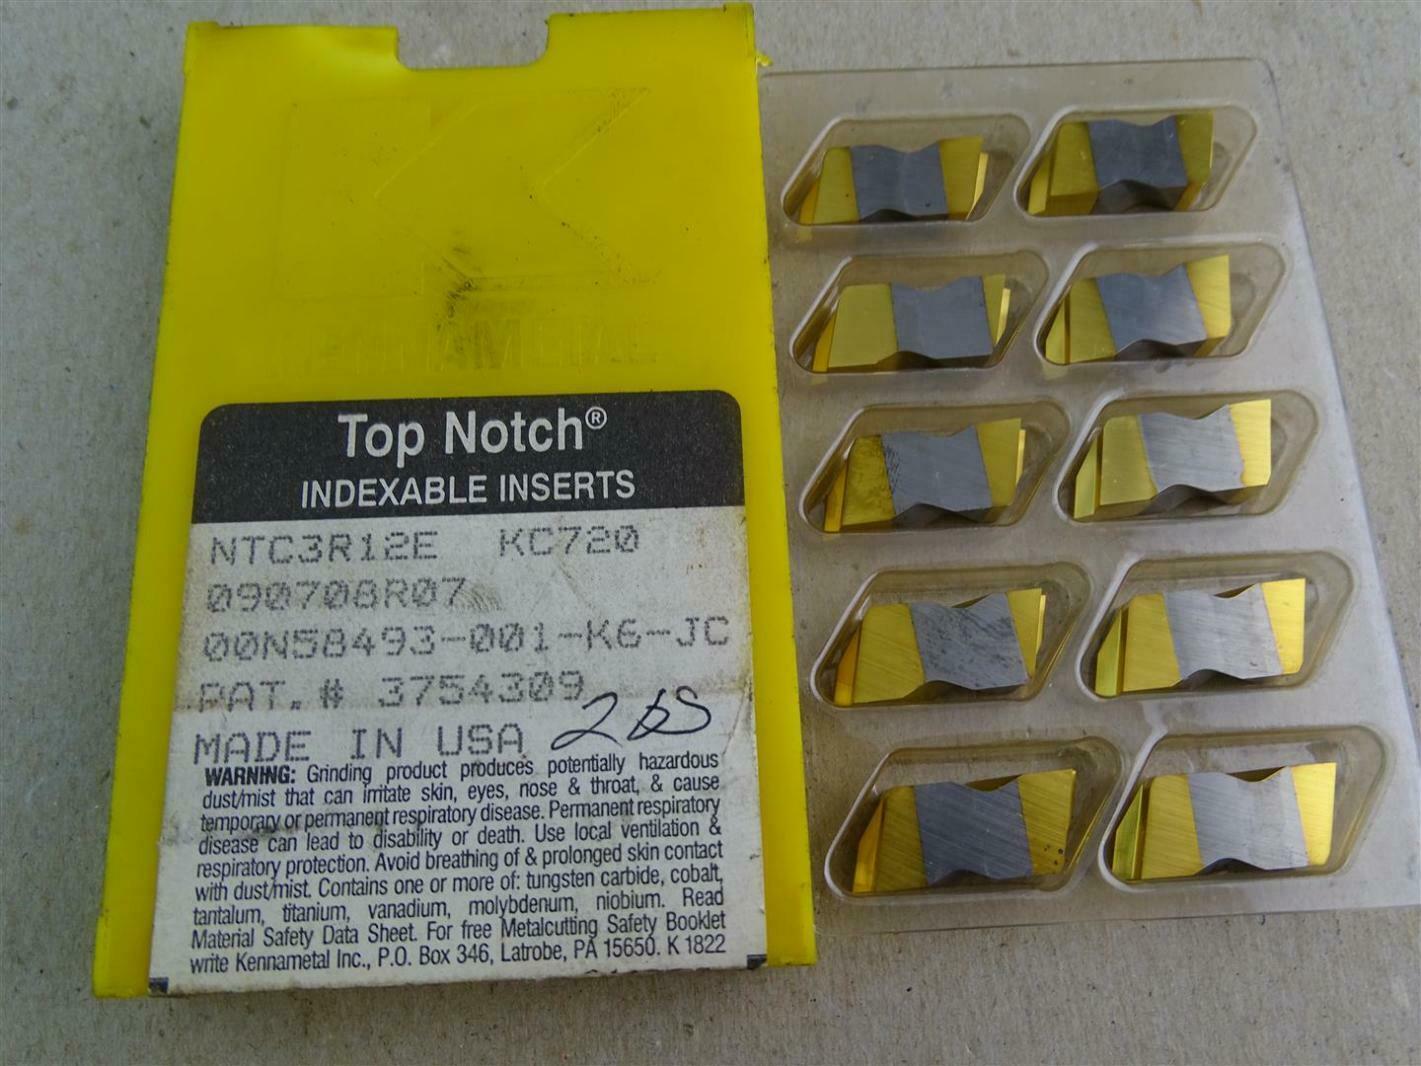 KENNAMETAL
Top Notch®
INDEXABLE INSERTS
NTC3R12E KC720
090708R07
00N58493-001-K6-JC
PAT.# 3754309
MADE IN USA
WARNING: Grinding product produces potentially hazardous
dust/mist that can irritate skin, eyes, nose & throat, & cause
temporary or permanent respiratory disease. Permanent respiratory
disease can lead to disability or death. Use local ventilation &
respiratory protection. Avoid breathing of & prolonged skin contact
with dust/mist. Contains one or more of: tungsten carbide, cobalt,
tantalum, titanium, vanadium, molybdenum, niobium. Read
Material Safety Data Sheet. For free Metalcutting Safety Booklet
write Kennametal Inc., P.O. Box 346, Latrobe, PA 15650. K 1822